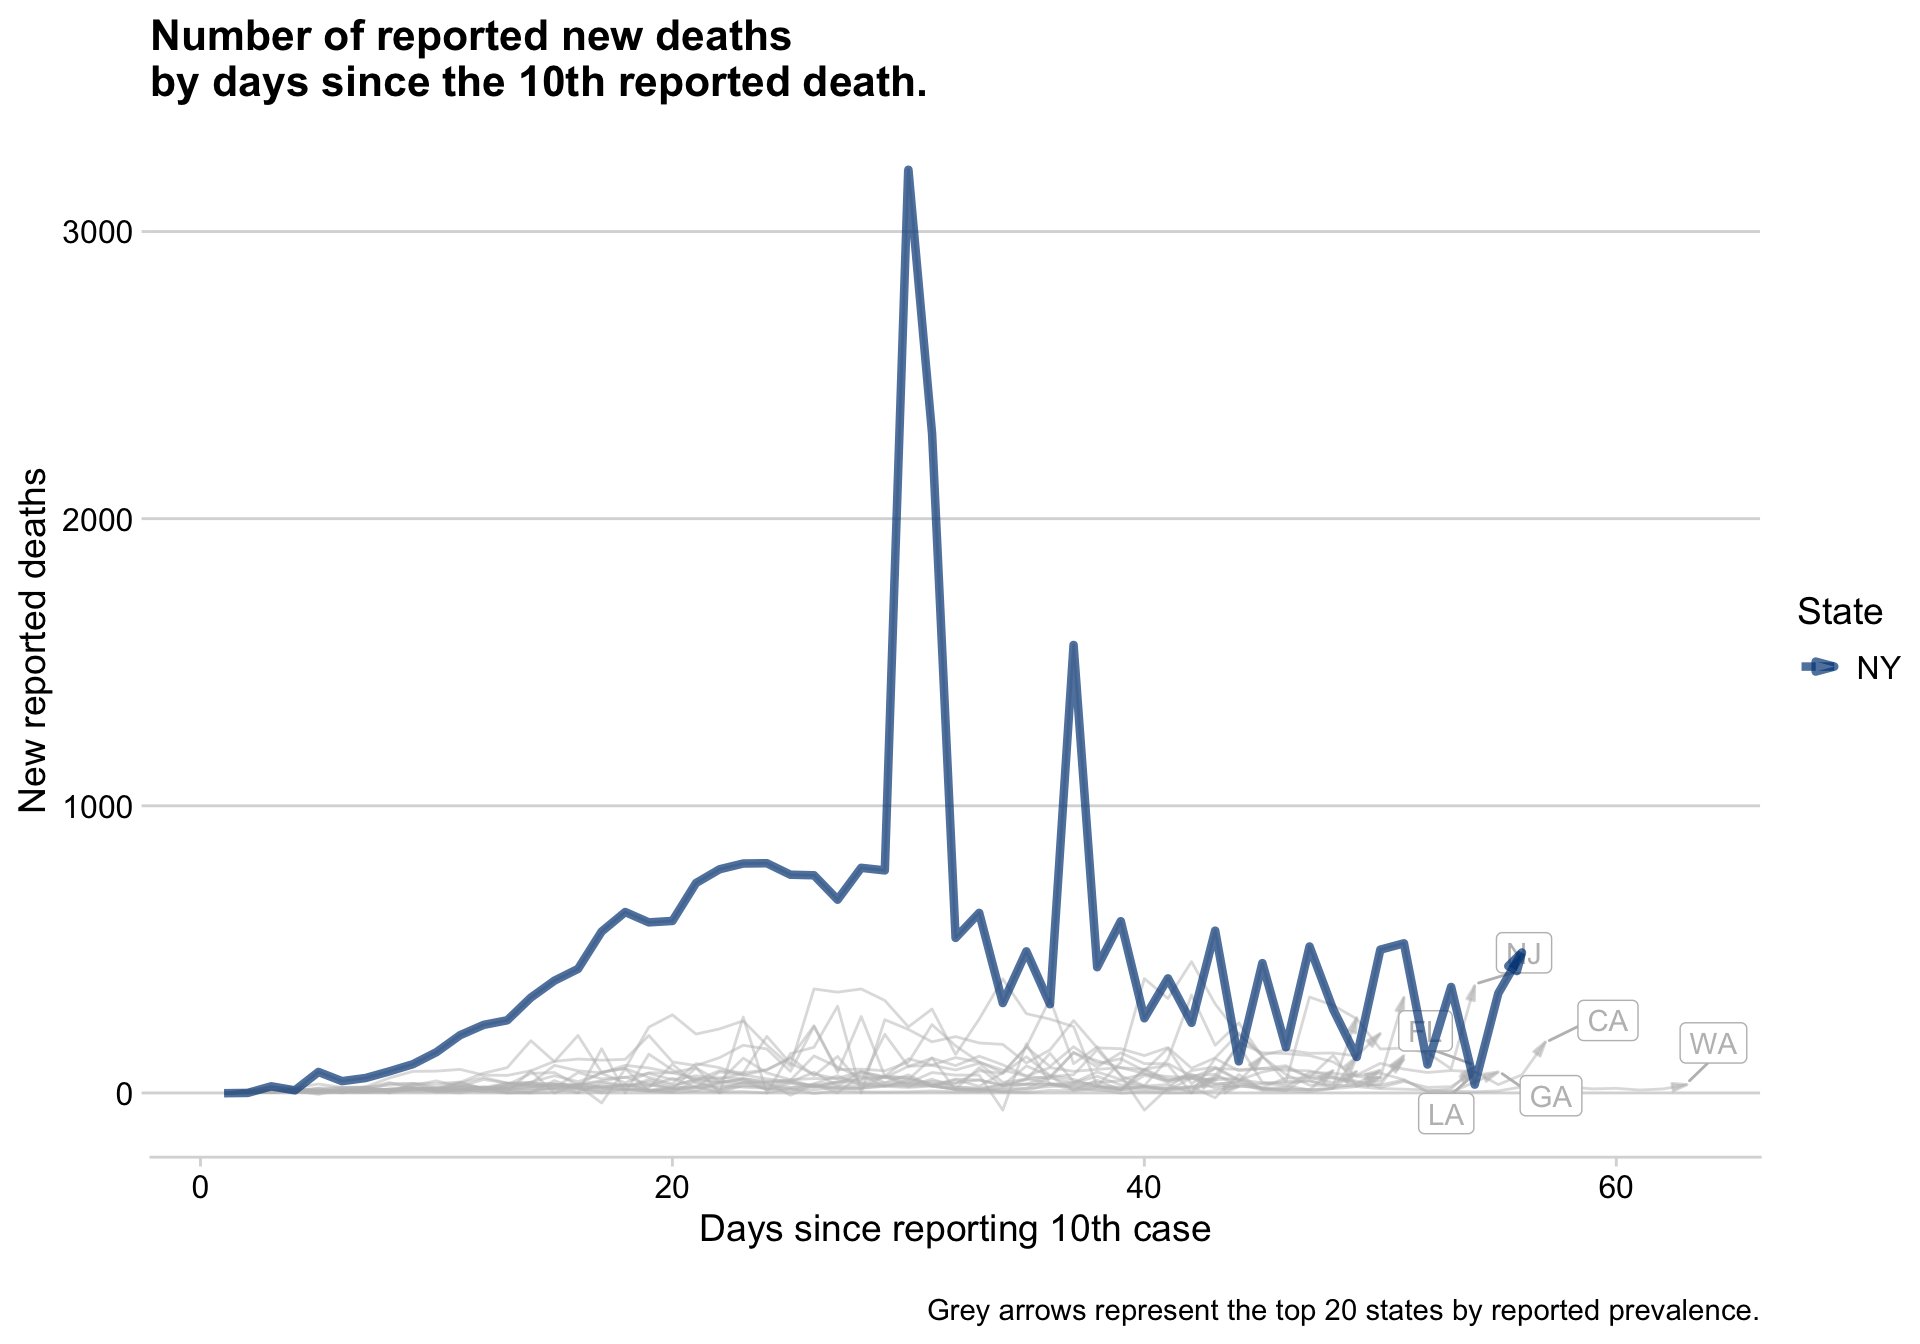 Number of reported new deaths
by days since the 10th reported death.
New reported deaths
3000
2000
1000
0
NJ
FL
CA
WA
GA
LA
0
20
40
60
Days since reporting 10th case
State
NY
Grey arrows represent the top 20 states by reported prevalence.